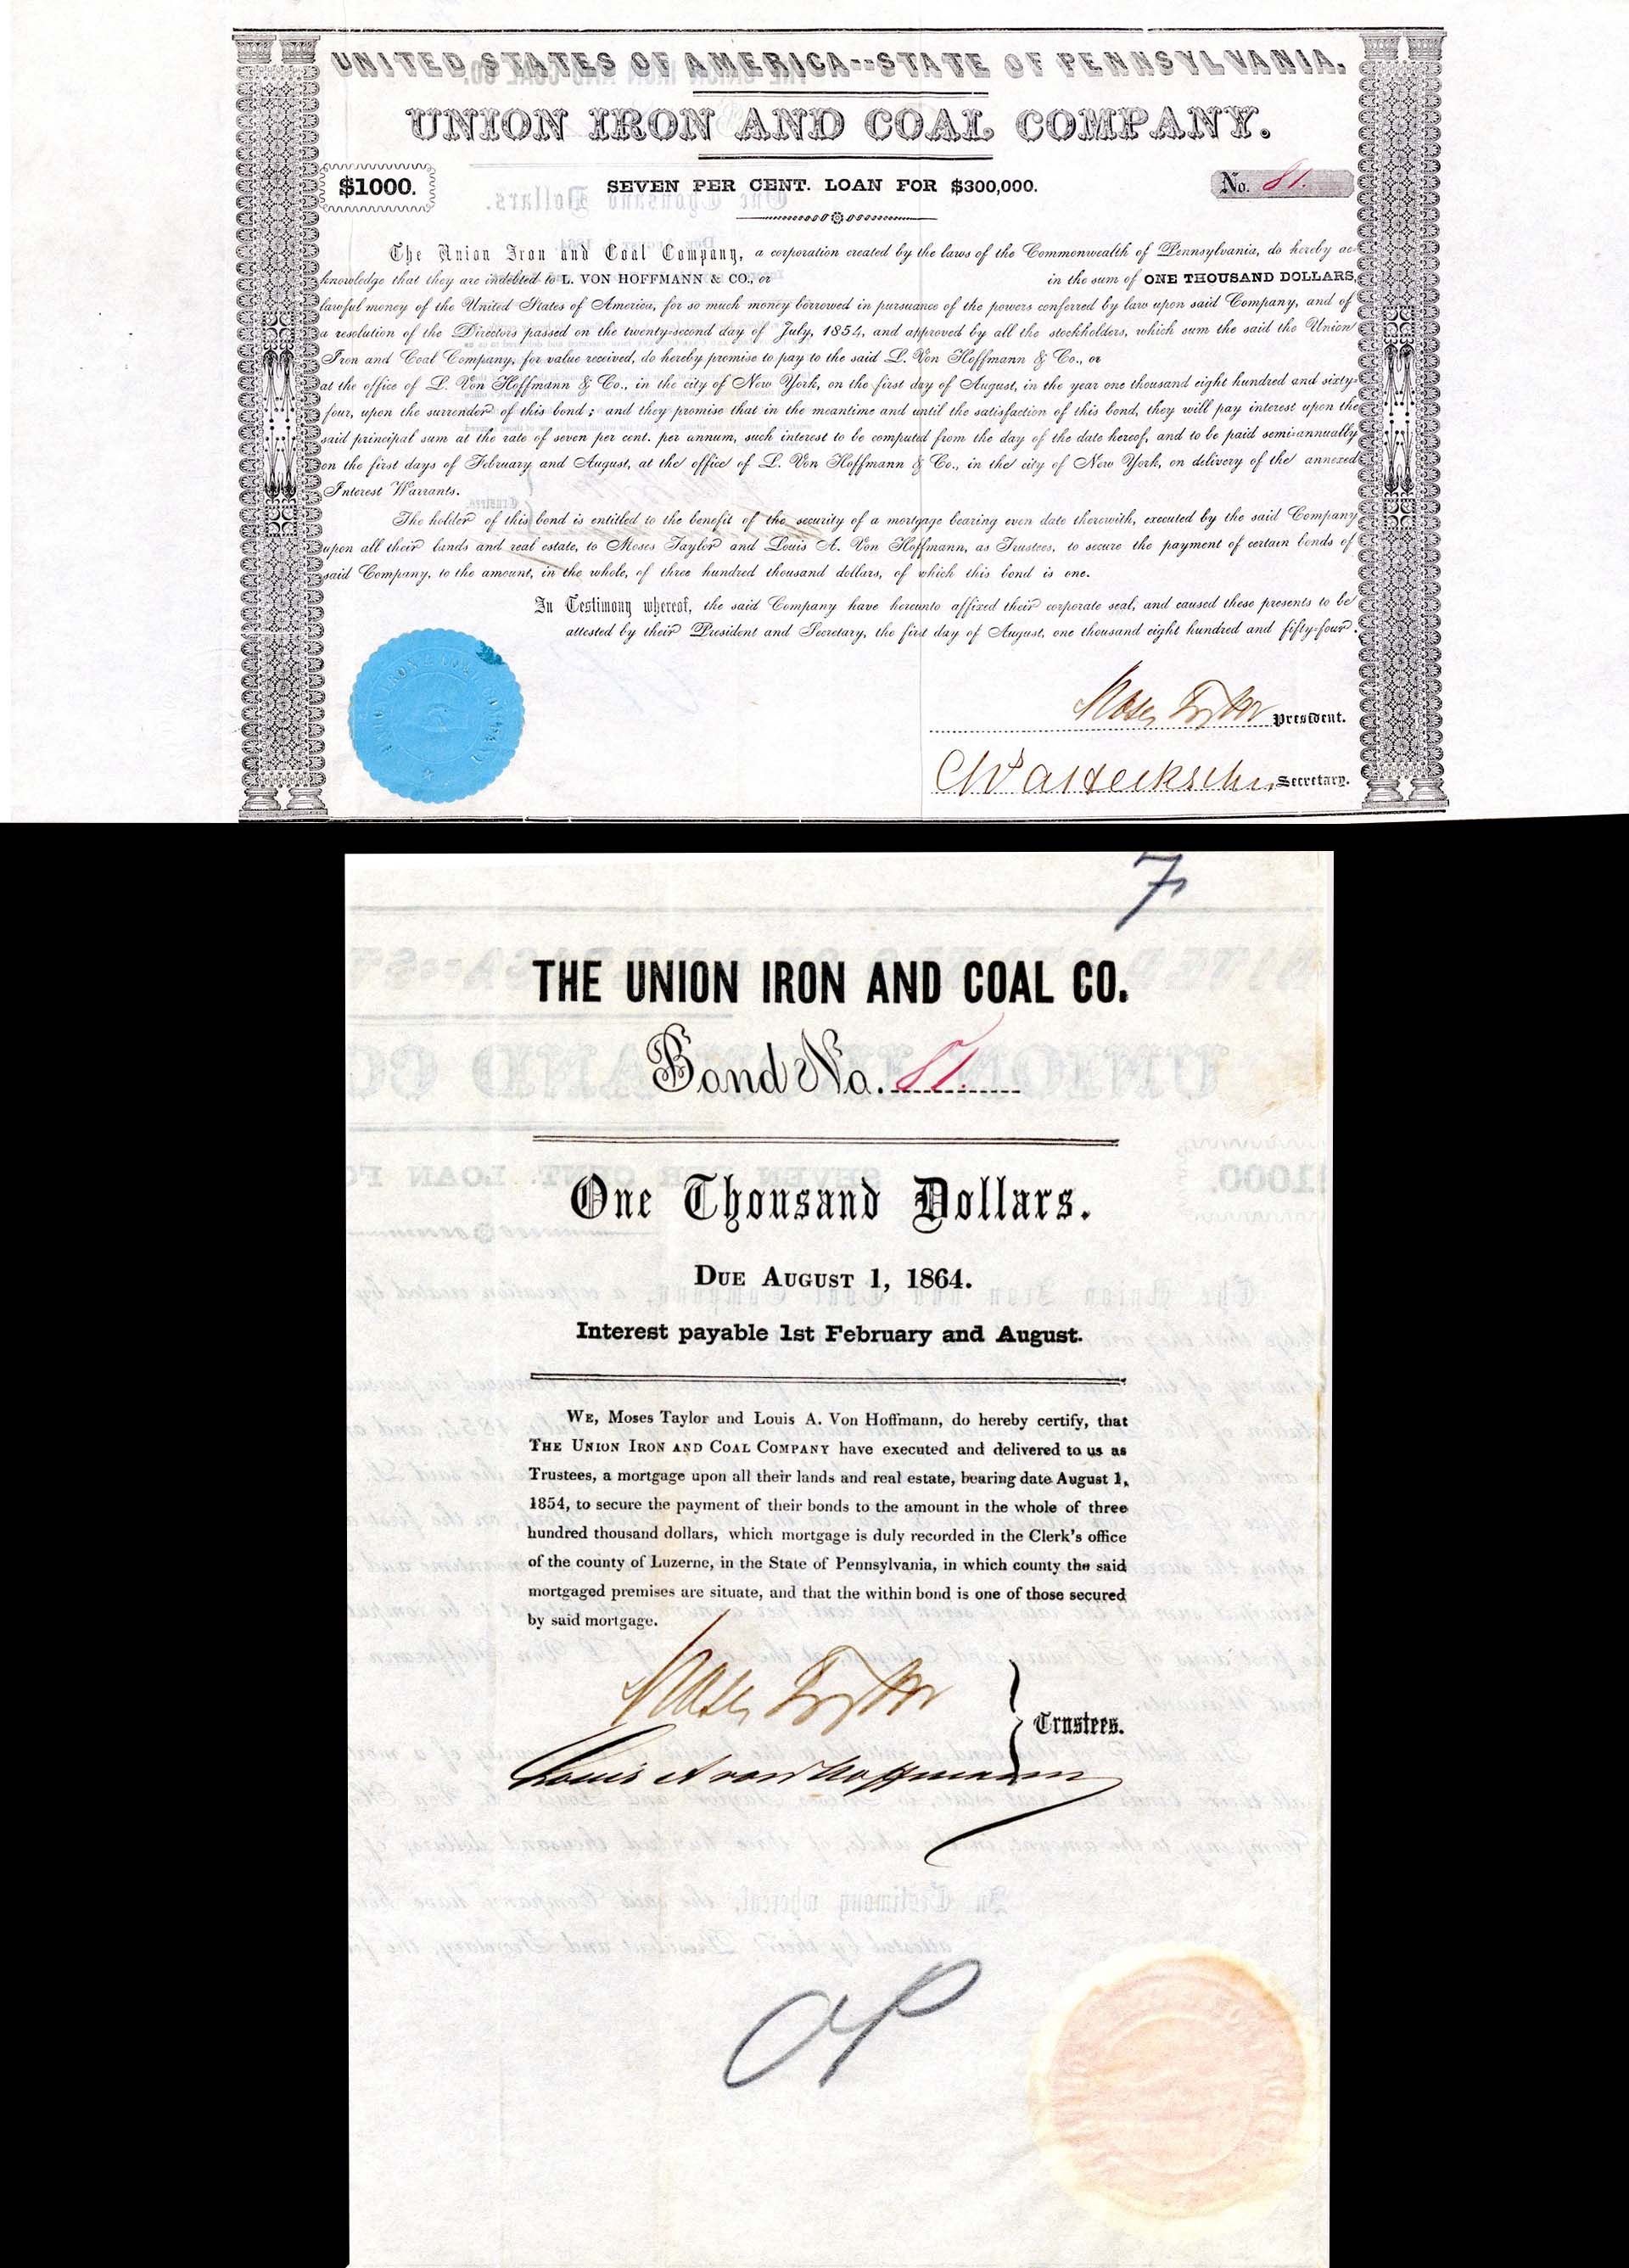 UNITED STATES OF AMERICA--STATE OF PENNSYLVANIA.
UNION IRON AND COAL COMPANY.
$1000.
SEVEN PER CENT. LOAN FOR $300,000.
No. 81.
The Union Iron and Coal Company, a corporation created by the laws of the Commonwealth of Pennsylvania, do hereby ac-
knowledge that they are indebted to L. VON HOFFMANN & CO., or in the sum of ONE THOUSAND DOLLARS,
lawful money of the United States of America, for so much money borrowed in pursuance of the powers conferred by law upon said Company, and of
a resolution of the Directors passed on the twenty-second day of July, 1854, and approved by all the stockholders, which sum the said the Union
Iron and Coal Company, for value received, do hereby promise to pay to the said L. Von Hoffmann & Co., or
at the office of L. Von Hoffmann & Co., in the city of New York, on the first day of August, in the year one thousand eight hundred and sixty-
four, upon the surrender of this bond; and they promise that in the meantime and until the satisfaction of this bond, they will pay interest upon the
said principal sum at the rate of seven per cent. per annum, such interest to be computed from the day of the date hereof, and to be paid semi-annually
on the first days of February and August, at the office of L. Von Hoffmann & Co., in the city of New York, on delivery of the annexed
Interest Warrants.
The holder of this bond is entitled to the benefit of the security of a mortgage bearing even date therewith, executed by the said Company
upon all their lands and real estate, to Moses Taylor and Louis A. Von Hoffmann, as Trustees, to secure the payment of certain bonds of
said Company, to the amount, in the whole, of three hundred thousand dollars, of which this bond is one.
In Testimony whereof, the said Company have hereunto affixed their corporate seal, and caused these presents to be
attested by their President and Secretary, the first day of August, one thousand eight hundred and fifty-four.
Moses Taylor President.
Secretary.
7
THE UNION IRON AND COAL CO.
Bond No. 81.
One Thousand Dollars.
DUE AUGUST 1, 1864.
Interest payable 1st February and August.
WE, Moses Taylor and Louis A. Von Hoffmann, do hereby certify, that
THE UNION IRON AND COAL COMPANY have executed and delivered to us as
Trustees, a mortgage upon all their lands and real estate, bearing date August 1,
1854, to secure the payment of their bonds to the amount in the whole of three
hundred thousand dollars, which mortgage is duly recorded in the Clerk's office
of the county of Luzerne, in the State of Pennsylvania, in which county the said
mortgaged premises are situate, and that the within bond is one of those secured
by said mortgage.
Moses Taylor
Trustees.
Louis A von Hoffmann